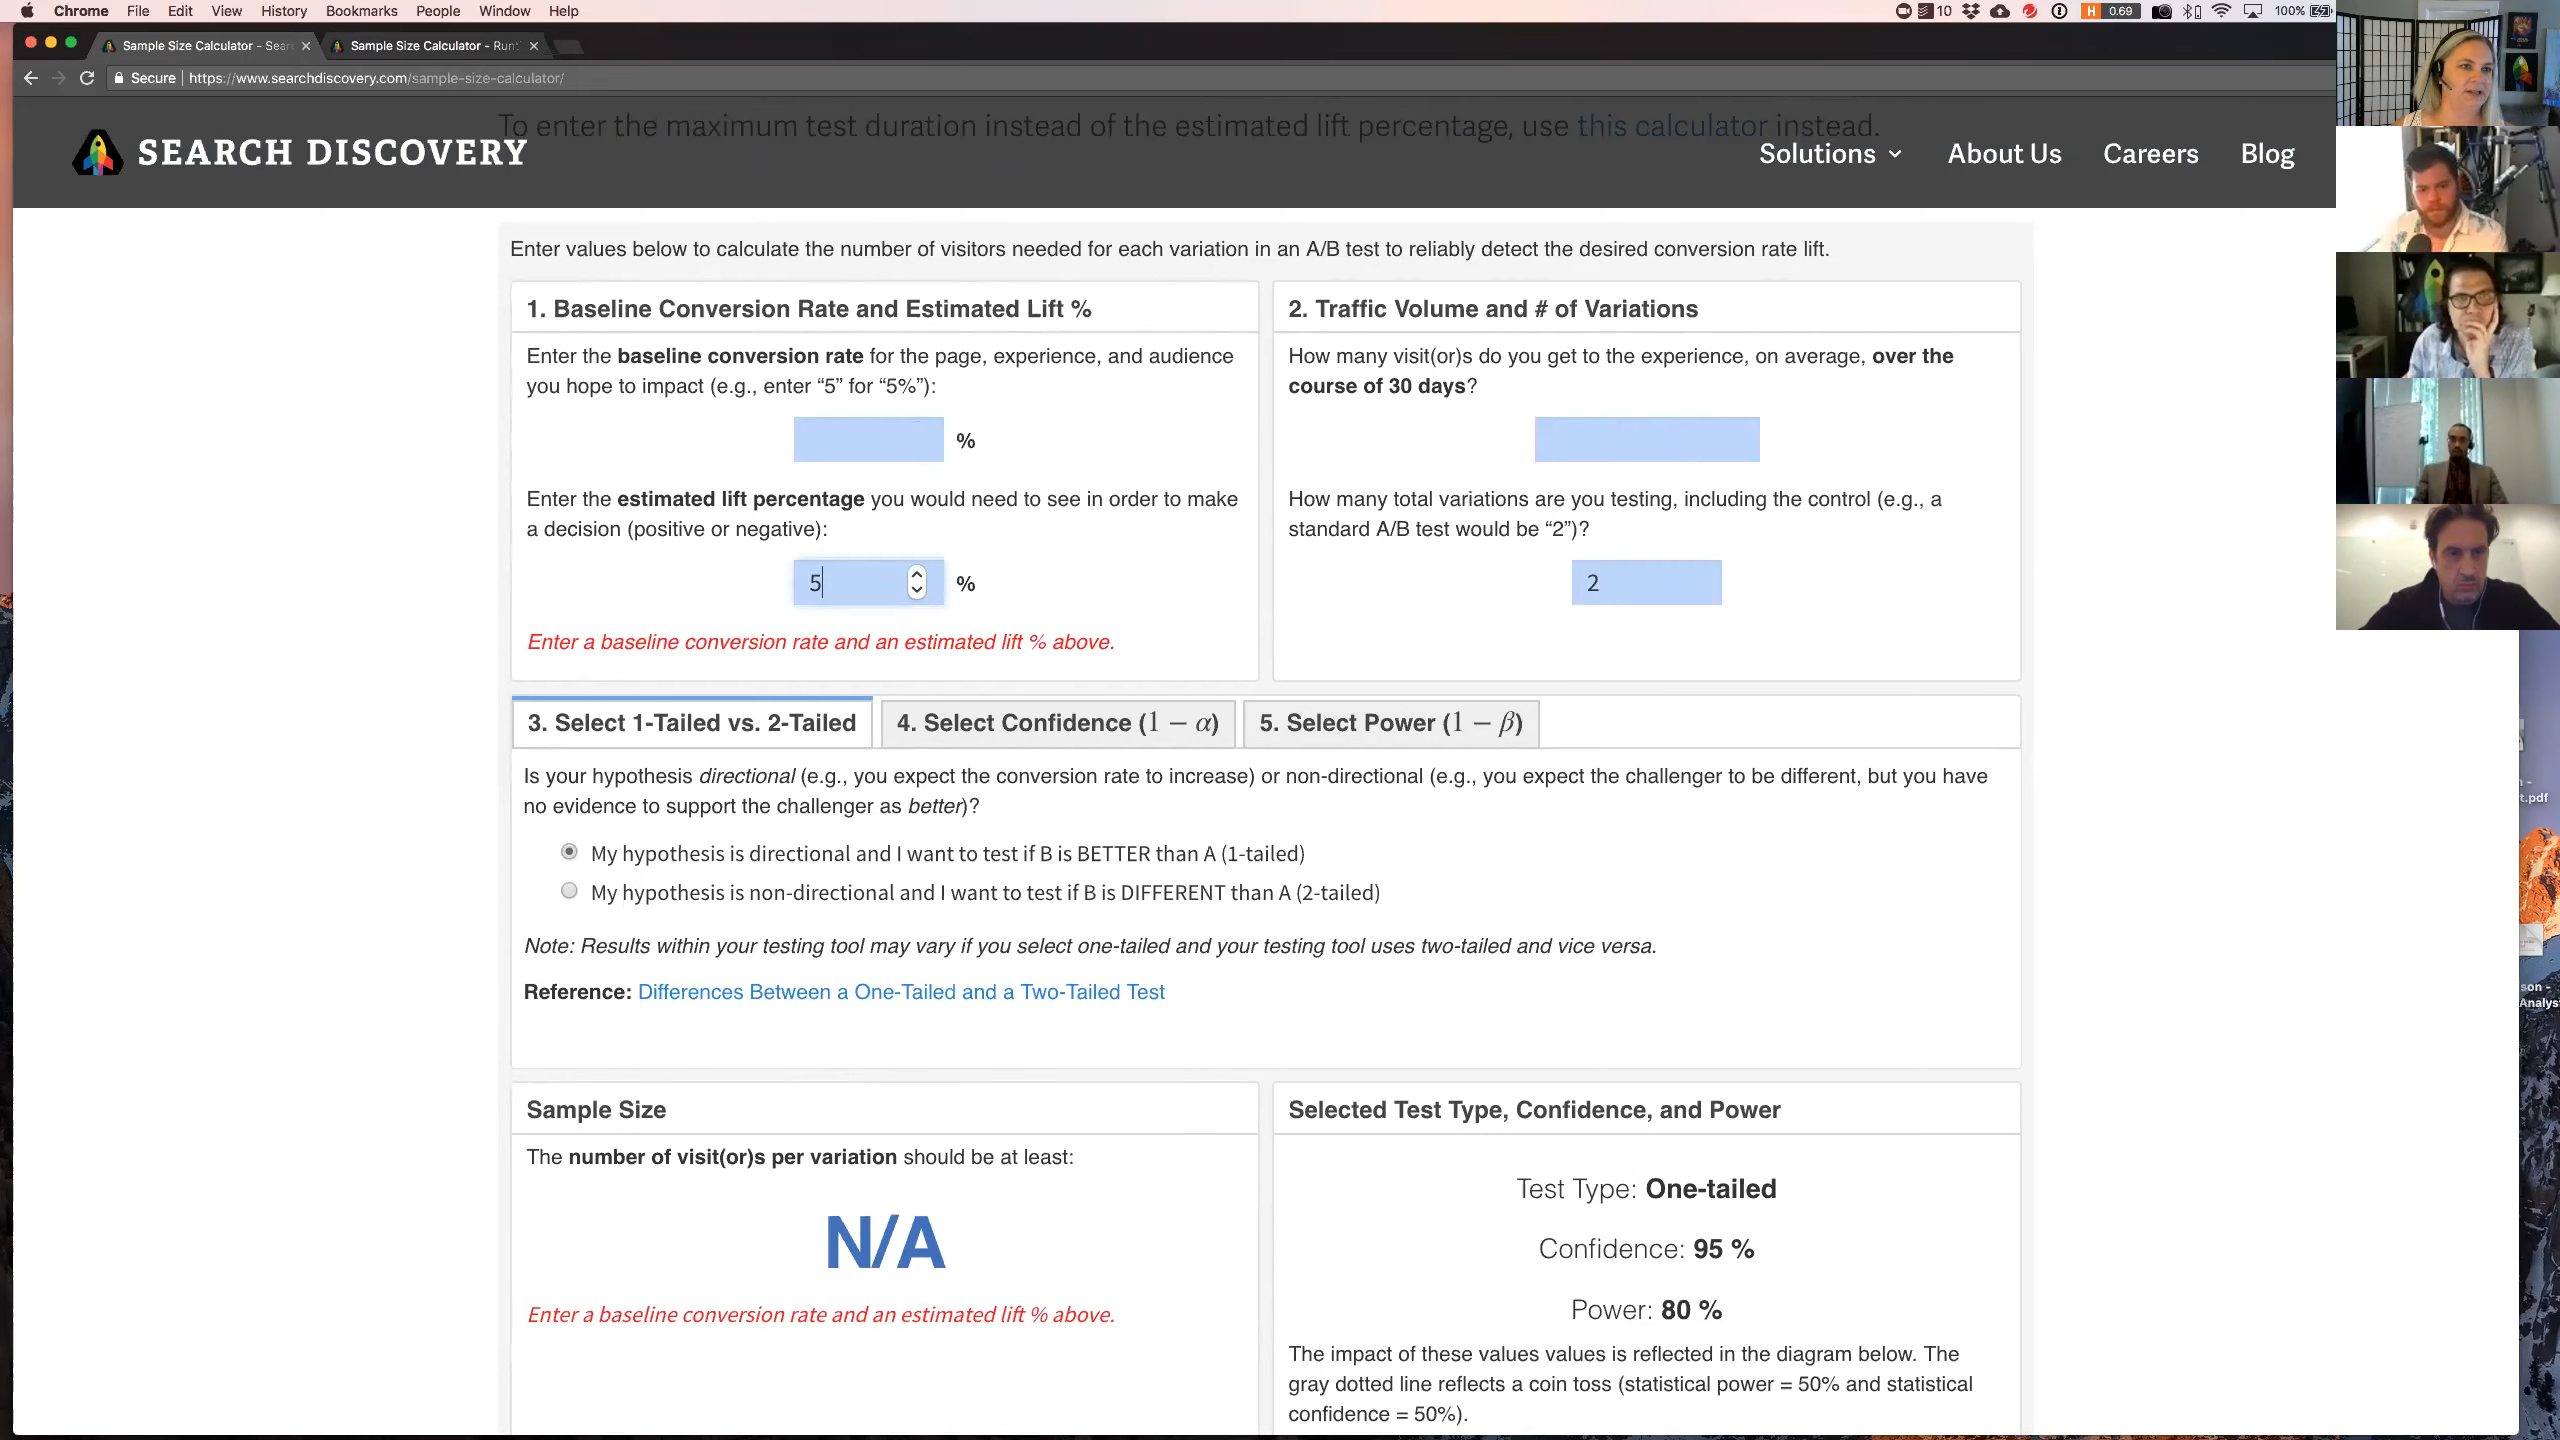 Chrome File Edit View History Bookmarks People Window Help
10 H 0.69 100%
Sample Size Calculator - Sear
Sample Size Calculator - Run
Secure | https://www.searchdiscovery.com/sample-size-calculator/
To enter the maximum test duration instead of the estimated lift percentage, use this calculator instead.
SEARCH DISCOVERY
Solutions About Us Careers Blog
Enter values below to calculate the number of visitors needed for each variation in an A/B test to reliably detect the desired conversion rate lift.
1. Baseline Conversion Rate and Estimated Lift %
Enter the baseline conversion rate for the page, experience, and audience
you hope to impact (e.g., enter “5” for “5%”):
%
Enter the estimated lift percentage you would need to see in order to make
a decision (positive or negative):
5 %
Enter a baseline conversion rate and an estimated lift % above.
2. Traffic Volume and # of Variations
How many visit(or)s do you get to the experience, on average, over the
course of 30 days?
How many total variations are you testing, including the control (e.g., a
standard A/B test would be “2”)?
2
3. Select 1-Tailed vs. 2-Tailed
4. Select Confidence (1 − α)
5. Select Power (1 − β)
Is your hypothesis directional (e.g., you expect the conversion rate to increase) or non-directional (e.g., you expect the challenger to be different, but you have
no evidence to support the challenger as better)?
My hypothesis is directional and I want to test if B is BETTER than A (1-tailed)
My hypothesis is non-directional and I want to test if B is DIFFERENT than A (2-tailed)
Note: Results within your testing tool may vary if you select one-tailed and your testing tool uses two-tailed and vice versa.
Reference: Differences Between a One-Tailed and a Two-Tailed Test
Sample Size
The number of visit(or)s per variation should be at least:
N/A
Enter a baseline conversion rate and an estimated lift % above.
Selected Test Type, Confidence, and Power
Test Type: One-tailed
Confidence: 95 %
Power: 80 %
The impact of these values values is reflected in the diagram below. The
gray dotted line reflects a coin toss (statistical power = 50% and statistical
confidence = 50%).
t.pdf
son -
Analys